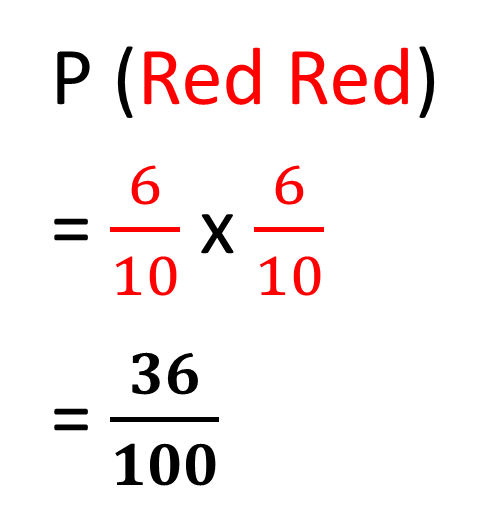 P (Red Red)
= 6/10 x 6/10
= 36/100